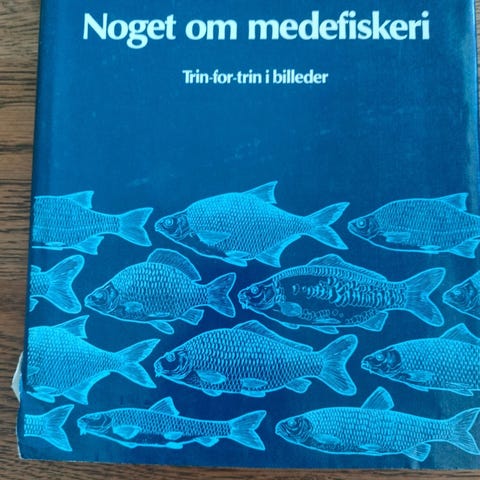 Noget om medefiskeri
Trin-for-trin i billeder